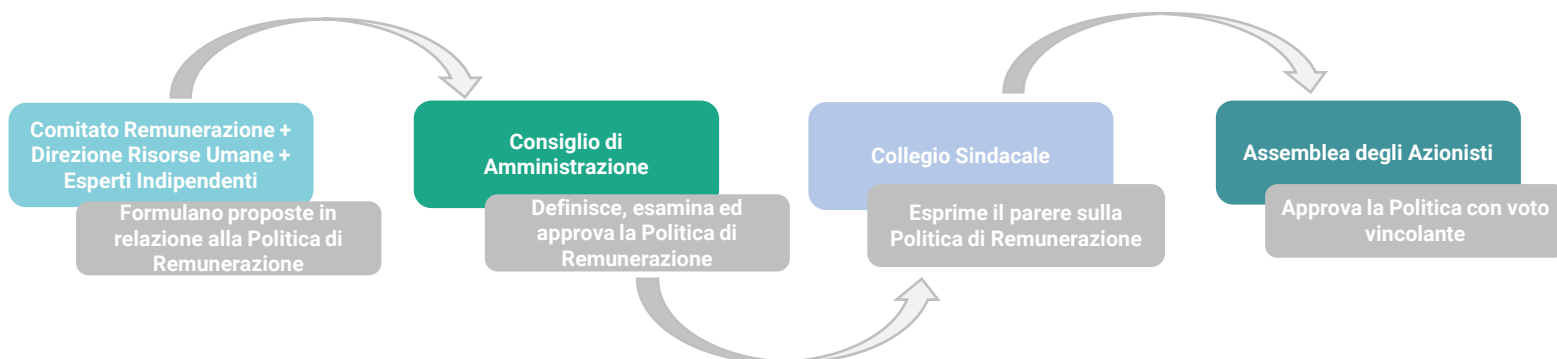 Comitato Remunerazione +
Direzione Risorse Umane +
Esperti Indipendenti
Formulano proposte in
relazione alla Politica di
Remunerazione
Consiglio di
Amministrazione
Definisce, esamina ed
approva la Politica di
Remunerazione
Collegio Sindacale
Esprime il parere sulla
Politica di Remunerazione
Assemblea degli Azionisti
Approva la Politica con voto
vincolante